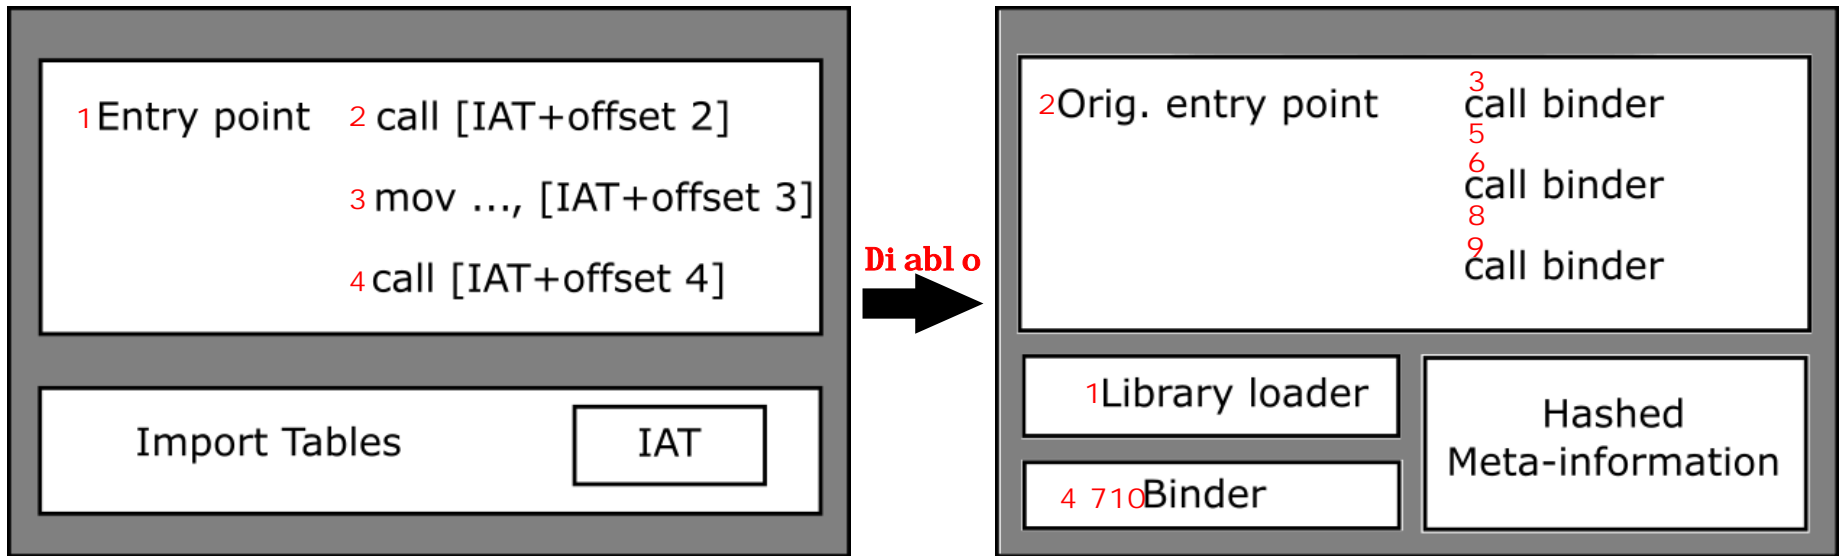 1 Entry point 2 call [IAT+offset 2]
3 mov ..., [IAT+offset 3]
4 call [IAT+offset 4]
Import Tables IAT
Diablo
3
2 Orig. entry point call binder
5
6
call binder
8
9
call binder
1 Library loader
4 7 10 Binder
Hashed
Meta-information